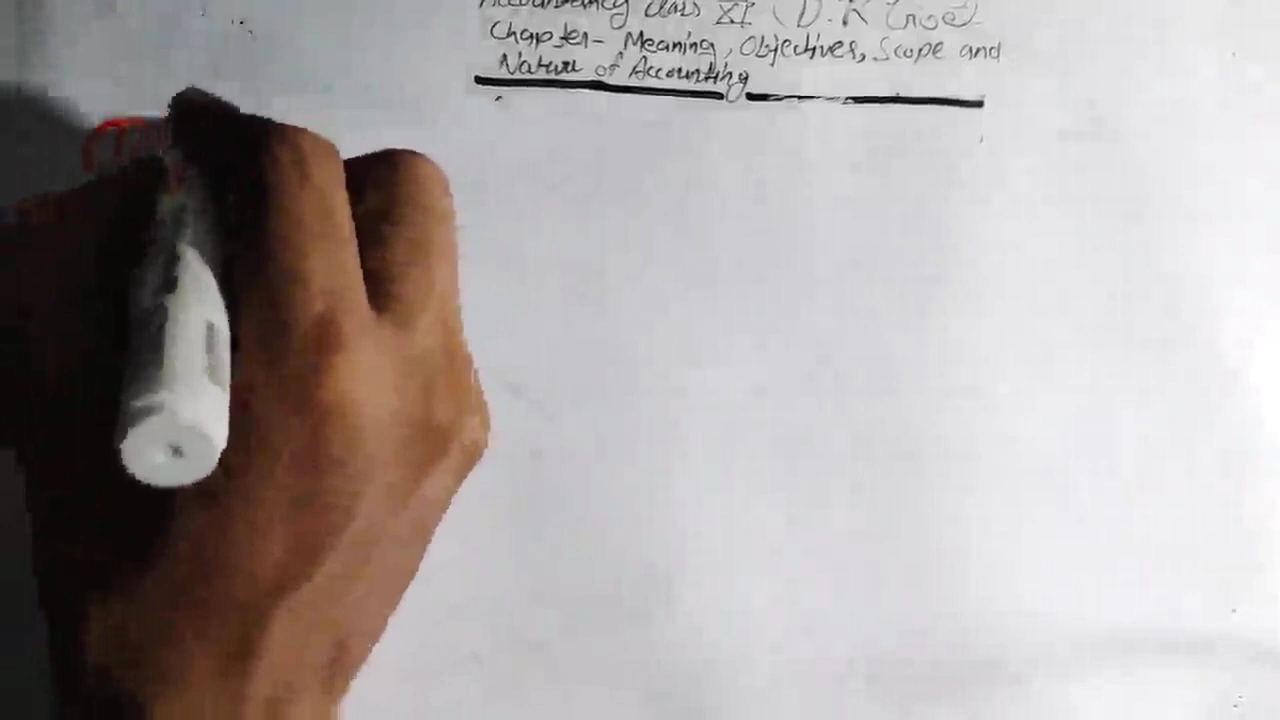 Accountancy Class XI (D.K Goel)
Chapter- Meaning, Objectives, Scope and
Nature of Accounting